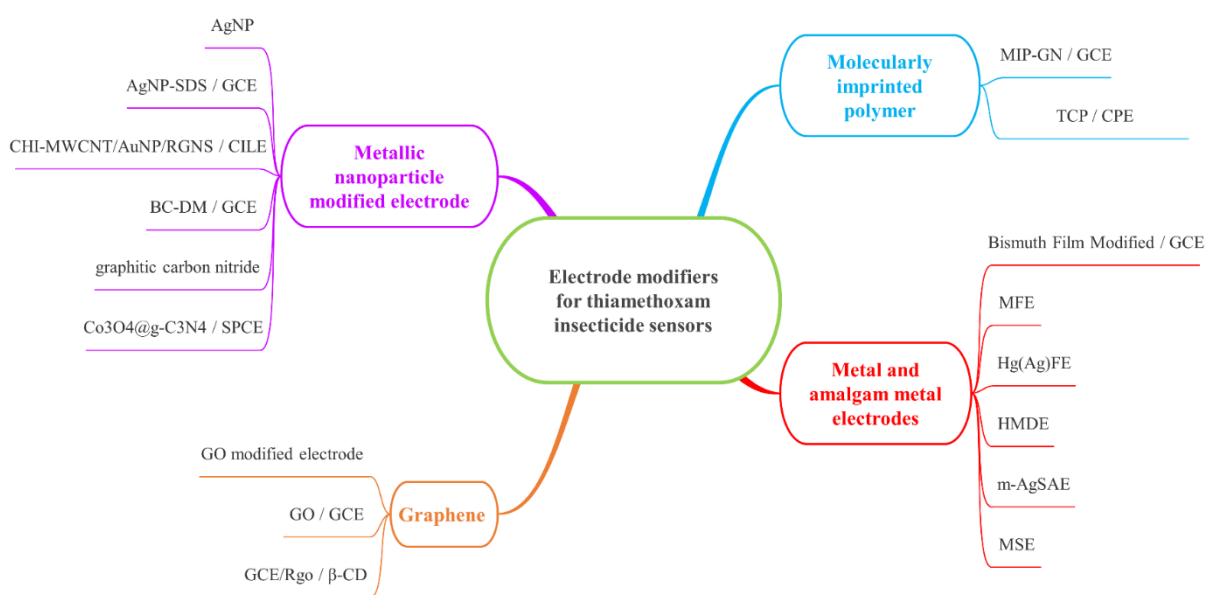 AgNP
AgNP-SDS / GCE
CHI-MWCNT/AuNP/RGNS / CILE
BC-DM / GCE
graphitic carbon nitride
Co3O4@g-C3N4 / SPCE
Metallic
nanoparticle
modified electrode
Molecularly
imprinted
polymer
MIP-GN / GCE
TCP / CPE
Electrode modifiers
for thiamethoxam
insecticide sensors
Bismuth Film Modified / GCE
MFE
Hg(Ag)FE
HMDE
m-AgSAE
MSE
Metal and
amalgam metal
electrodes
GO modified electrode
GO / GCE
GCE/Rgo / β-CD
Graphene